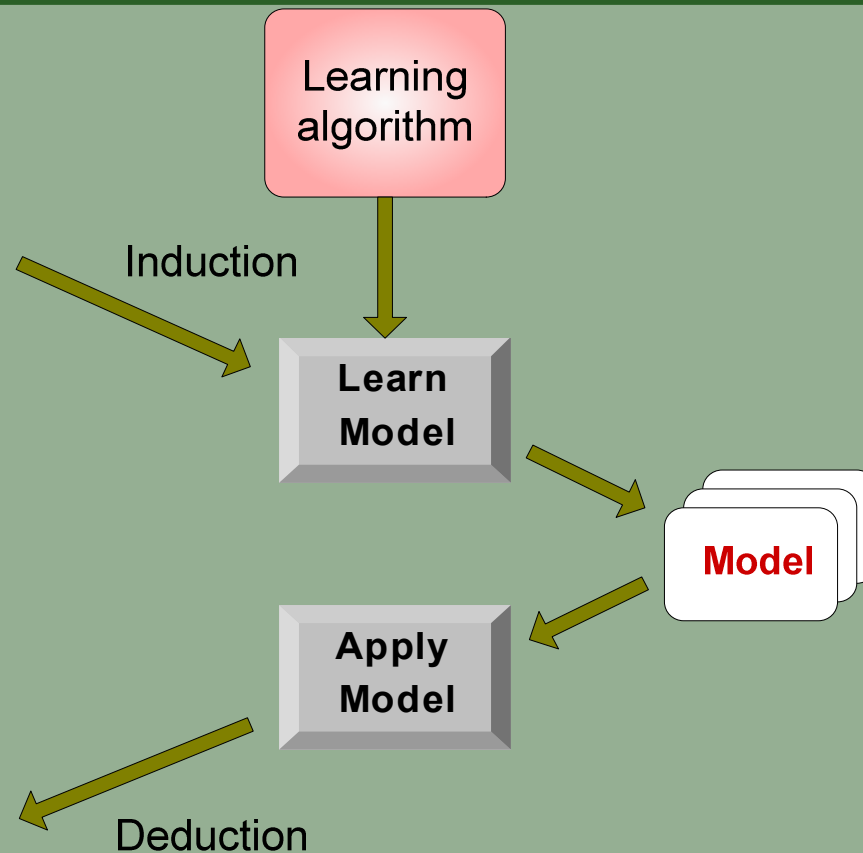 Learning
algorithm
Induction
Learn
Model
Model
Apply
Model
Deduction